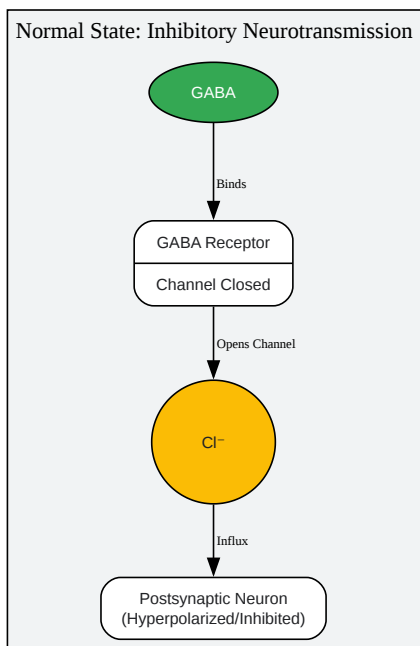 Normal State: Inhibitory Neurotransmission
GABA
Binds
GABA Receptor
Channel Closed
Opens Channel
Cl⁻
Influx
Postsynaptic Neuron
(Hyperpolarized/Inhibited)